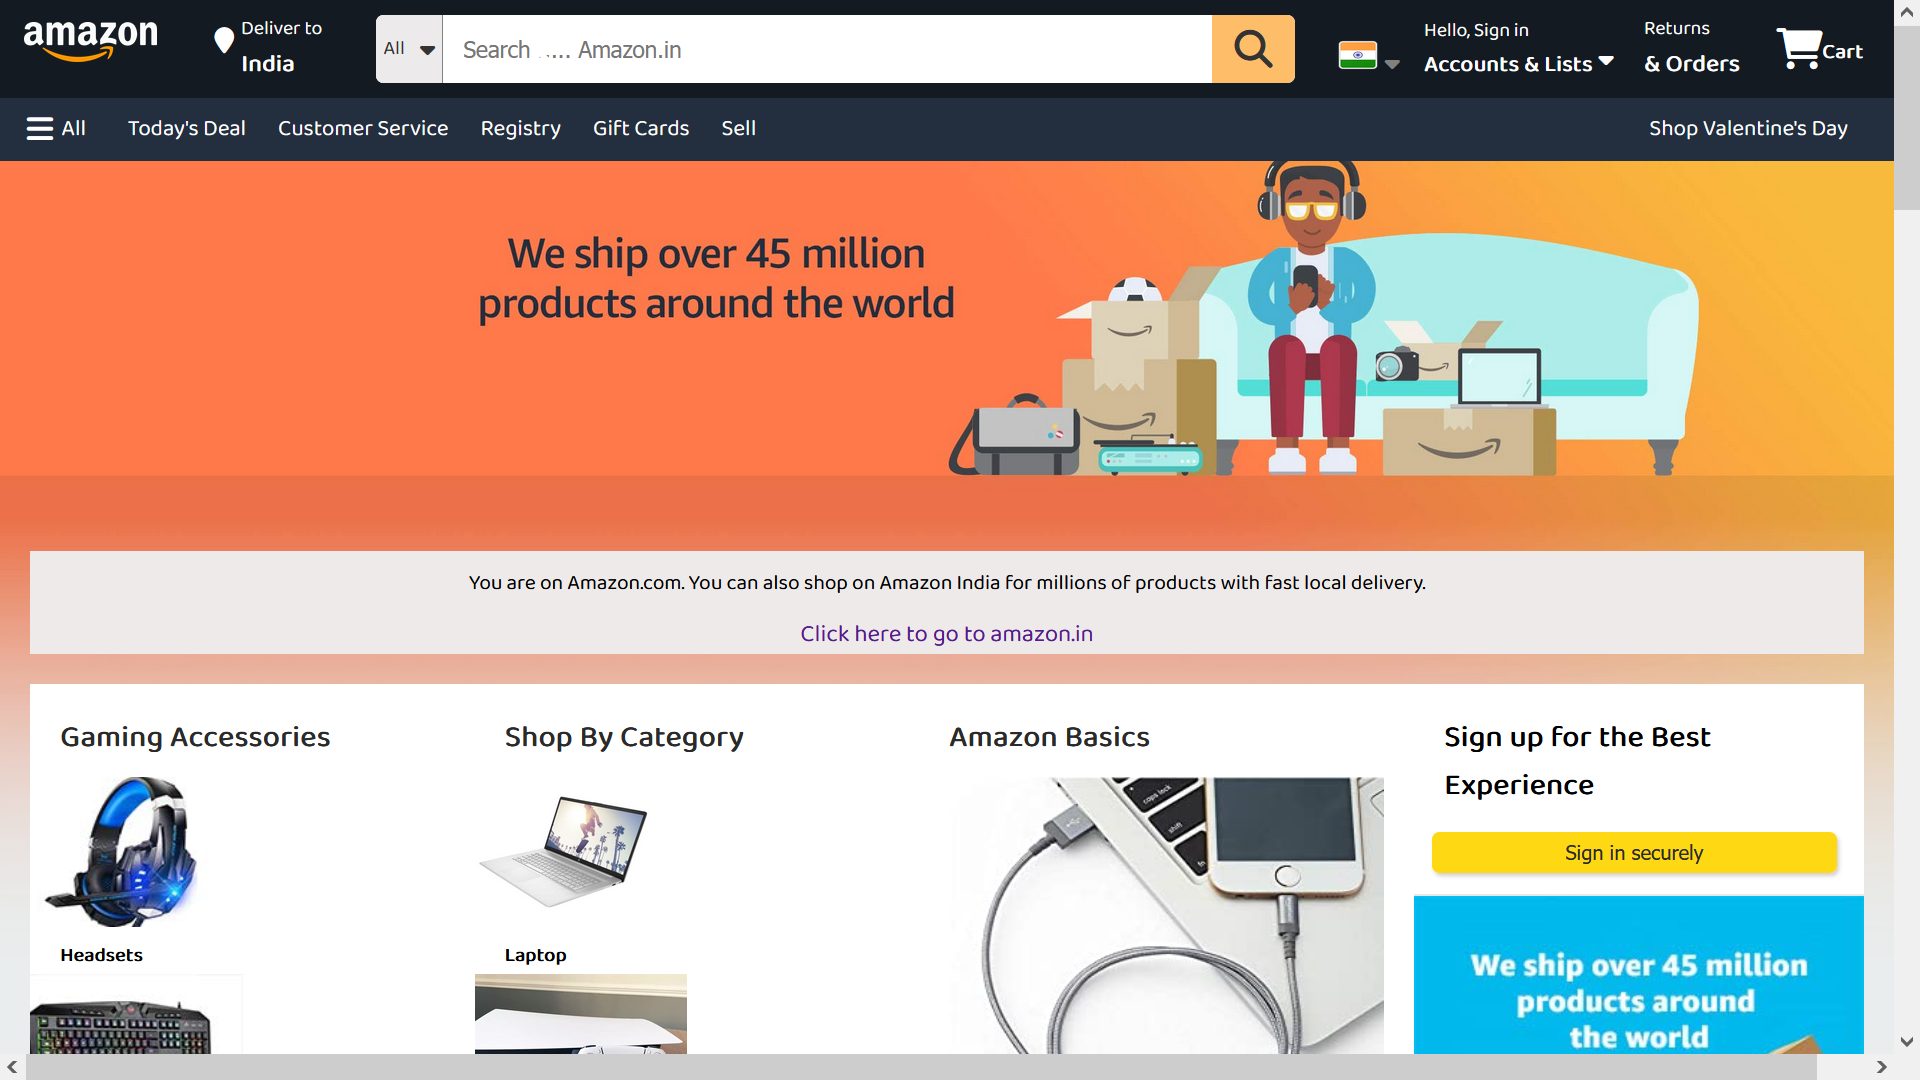 amazon
Deliver to
India
All
Search .... Amazon.in
Hello, Sign in
Accounts & Lists
Returns
& Orders
Cart
All
Today's Deal
Customer Service
Registry
Gift Cards
Sell
Shop Valentine's Day
We ship over 45 million
products around the world
You are on Amazon.com. You can also shop on Amazon India for millions of products with fast local delivery.
Click here to go to amazon.in
Gaming Accessories
Shop By Category
Amazon Basics
Sign up for the Best
Experience
caps lock
shift
fn
Sign in securely
Headsets
Laptop
We ship over 45 million
products around
the world